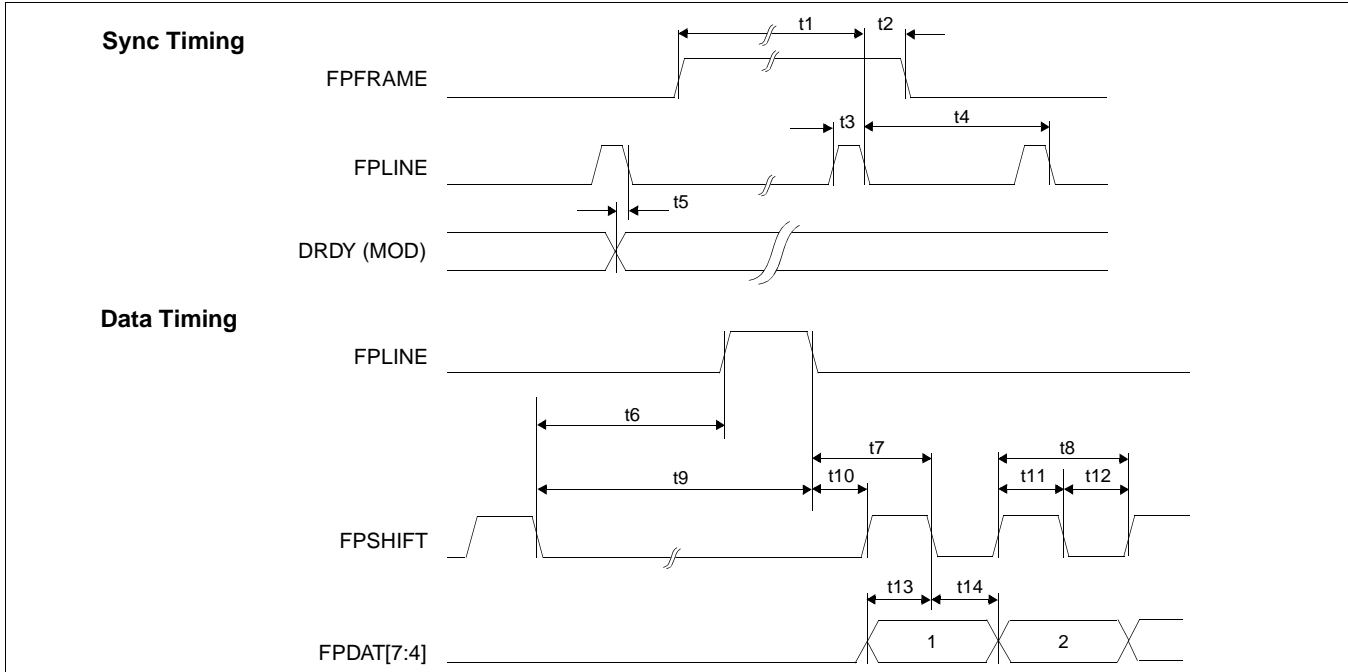 Sync Timing
t1 t2
FPFRAME
t3 t4
FPLINE
t5
DRDY (MOD)
Data Timing
FPLINE
t6
t7 t8
t9 t10 t11 t12
FPSHIFT
t13 t14
FPDAT[7:4] 1 2